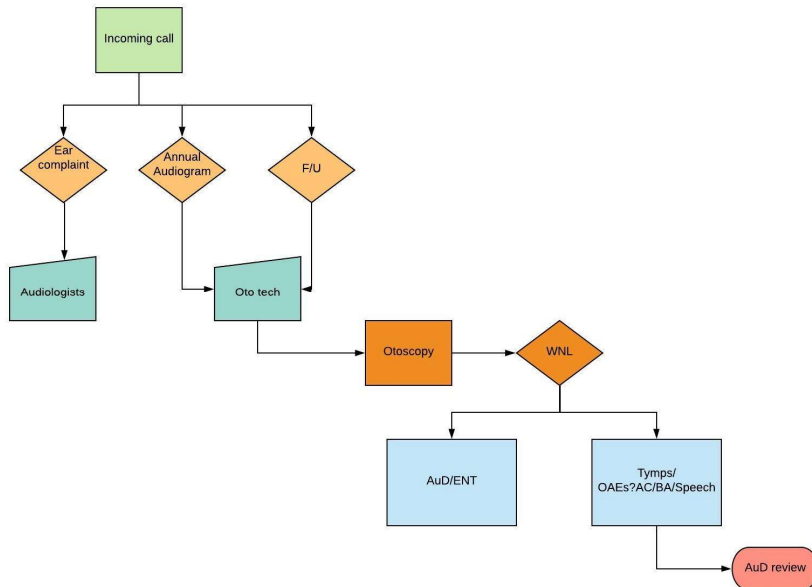 Incoming call
Ear
complaint
Annual
Audiogram
F/U
Audiologists
Oto tech
Otoscopy
WNL
AuD/ENT
Tymps/
OAEs?AC/BA/Speech
AuD review